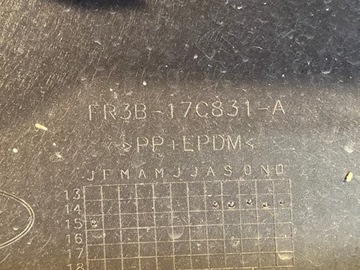 FR3B-17C831-A
>PP+EPDM<
J F M A M J J A S O N D
13
14
15
16
17
18